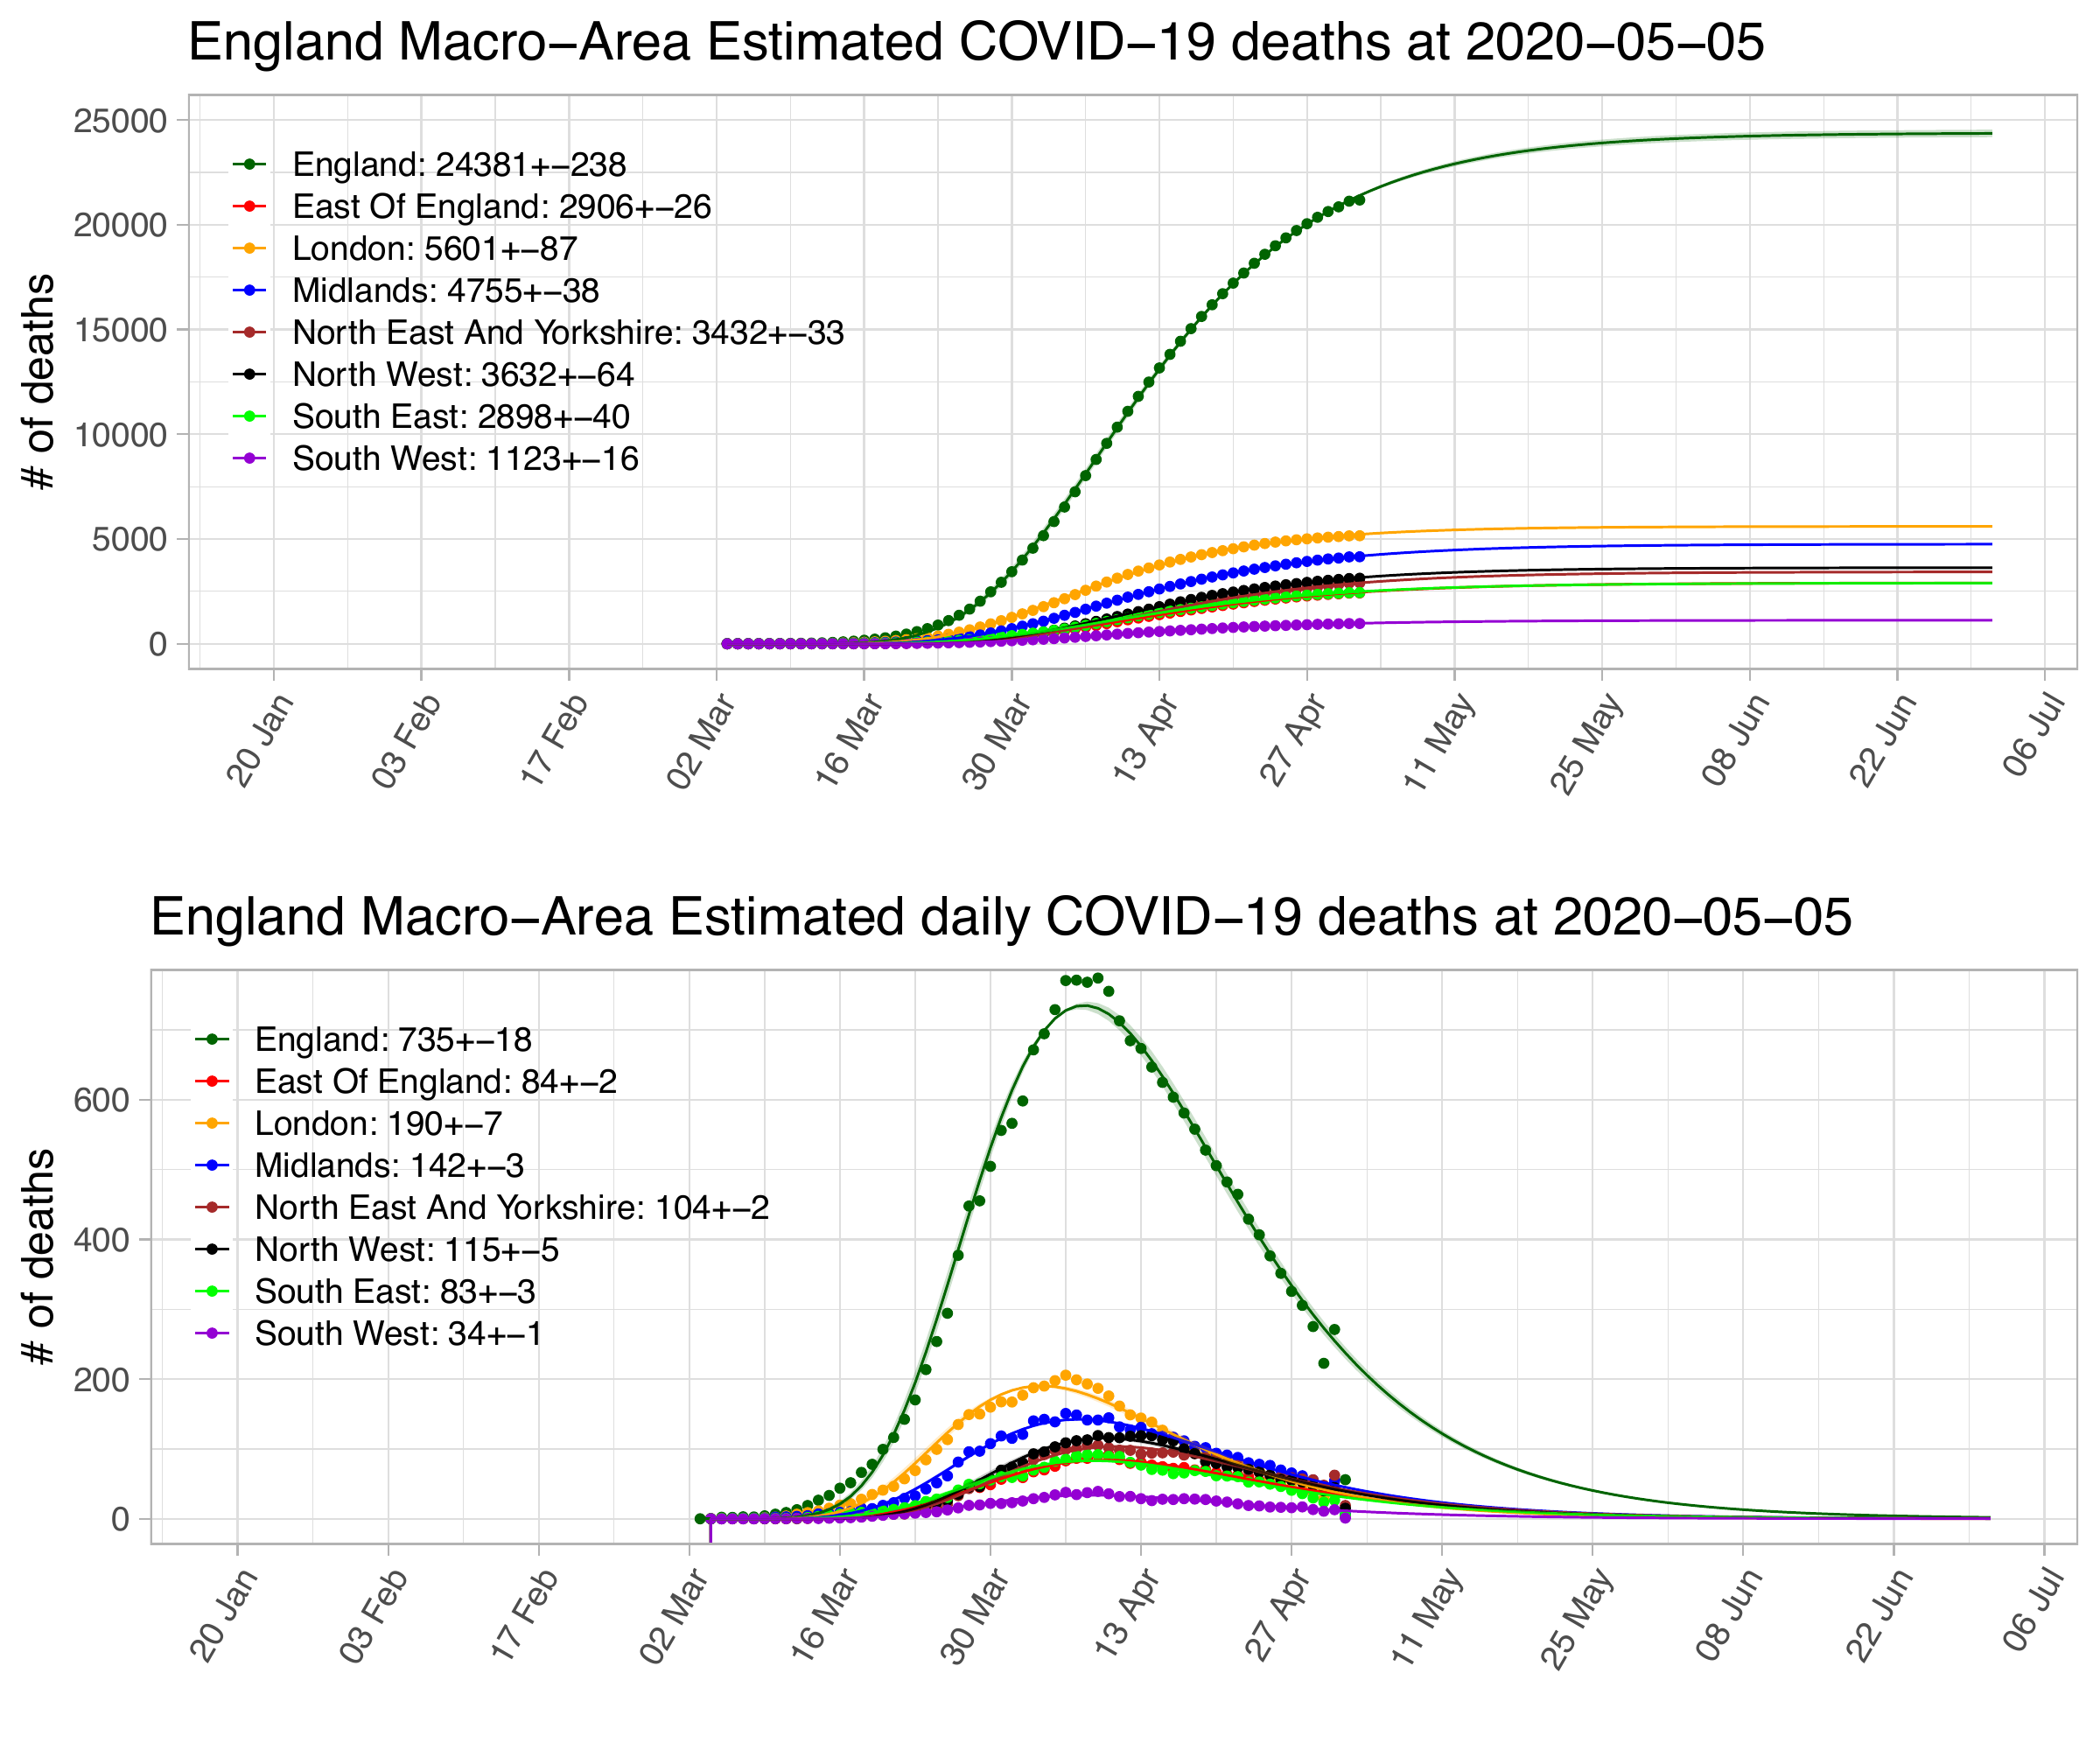 England Macro−Area Estimated COVID−19 deaths at 2020−05−05
# of deaths
25000
20000
15000
10000
5000
0
England: 24381+−238
East Of England: 2906+−26
London: 5601+−87
Midlands: 4755+−38
North East And Yorkshire: 3432+−33
North West: 3632+−64
South East: 2898+−40
South West: 1123+−16
20 Jan
03 Feb
17 Feb
02 Mar
16 Mar
30 Mar
13 Apr
27 Apr
11 May
25 May
08 Jun
22 Jun
06 Jul
England Macro−Area Estimated daily COVID−19 deaths at 2020−05−05
# of deaths
600
400
200
0
England: 735+−18
East Of England: 84+−2
London: 190+−7
Midlands: 142+−3
North East And Yorkshire: 104+−2
North West: 115+−5
South East: 83+−3
South West: 34+−1
20 Jan
03 Feb
17 Feb
02 Mar
16 Mar
30 Mar
13 Apr
27 Apr
11 May
25 May
08 Jun
22 Jun
06 Jul